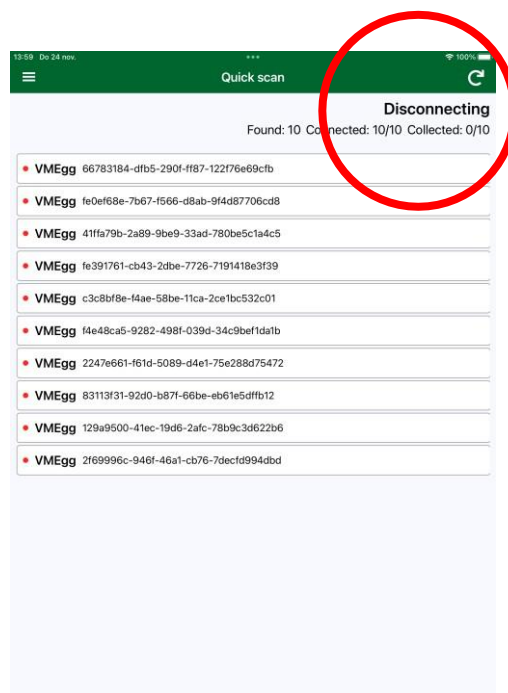 13:59 Do 24 nov.
100%
Quick scan
Disconnecting
Found: 10 Connected: 10/10 Collected: 0/10
VMEgg 66783184-dfb5-290f-ff87-122f76e69cfb
VMEgg fe0ef68e-7b67-f566-d8ab-9f4d87706cd8
VMEgg 41ffa79b-2a89-9be9-33ad-780be5c1a4c5
VMEgg fe391761-cb43-2dbe-7726-7191418e3f39
VMEgg c3c8bf8e-f4ae-58be-11ca-2ce1bc532c01
VMEgg f4e48ca5-9282-498f-039d-34c9bef1da1b
VMEgg 2247e661-f61d-5089-d4e1-75e288d75472
VMEgg 83113f31-92d0-b87f-66be-eb61e5dffb12
VMEgg 129a9500-41ec-19d6-2afc-78b9c3d622b6
VMEgg 2f69996c-946f-46a1-cb76-7decfd994dbd